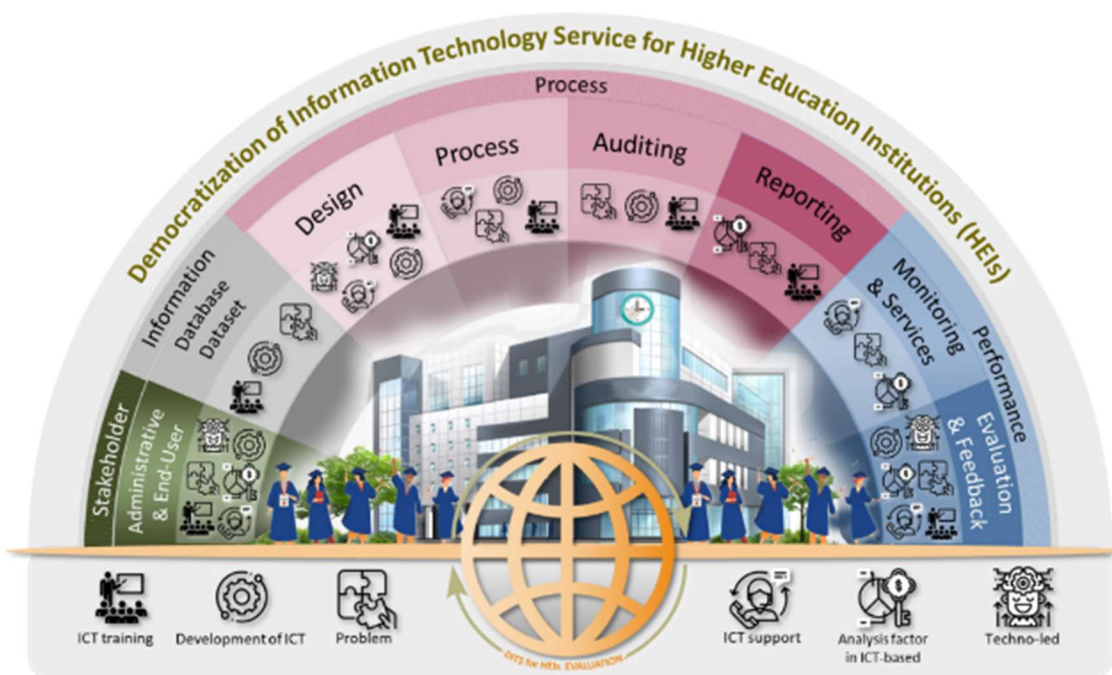 Democratization of Information Technology Service for Higher Education Institutions (HEIs)
Process
Stakeholder
Administrative
& End-User
Information
Database
Dataset
Design
Process
Auditing
Reporting
Monitoring
& Services
Performance
Evaluation
& Feedback
ICT training
Development of ICT
Problem
DITS for HEIs EVALUATION
ICT support
Analysis factor
in ICT-based
Techno-led